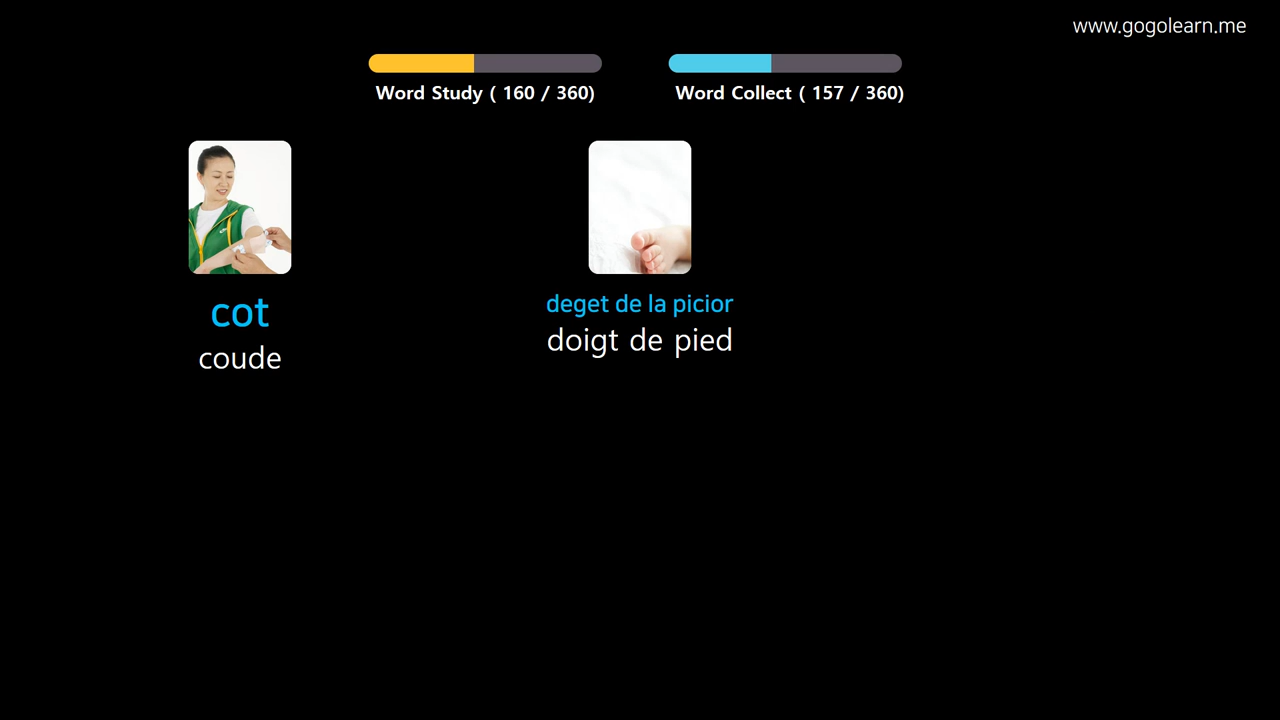 www.gogolearn.me
Word Study ( 160 / 360)
Word Collect ( 157 / 360)
cot
coude
deget de la picior
doigt de pied